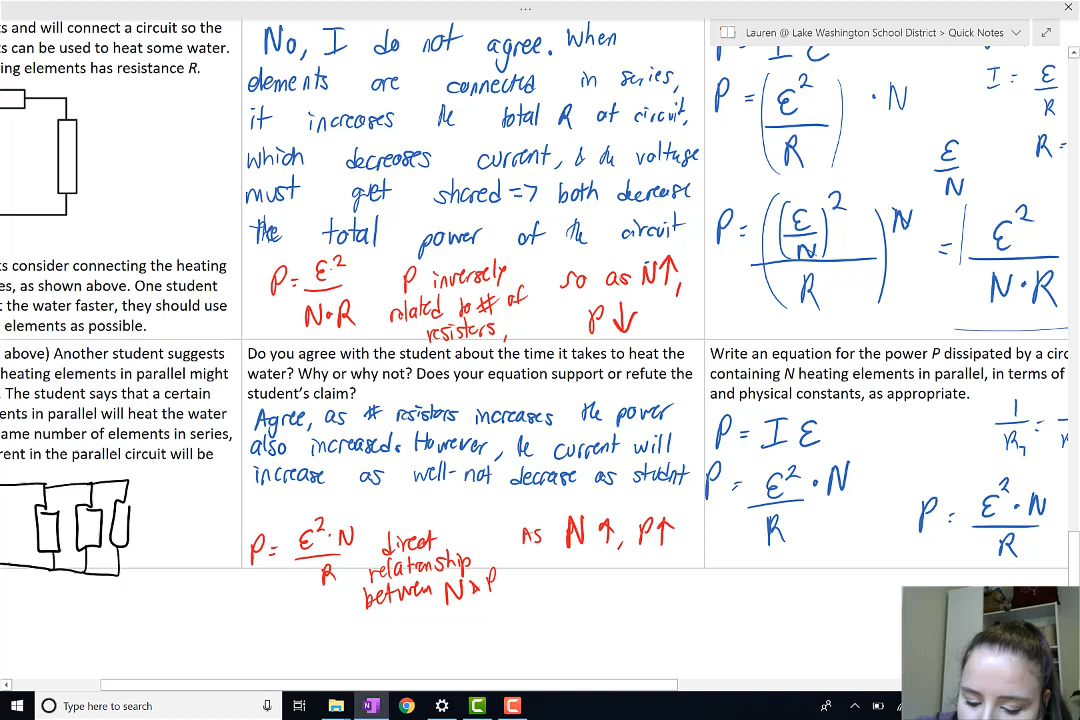 ...
Lauren @ Lake Washington School District > Quick Notes
ts and will connect a circuit so the
ts can be used to heat some water.
ing elements has resistance R.
ts consider connecting the heating
es, as shown above. One student
t the water faster, they should use
elements as possible.
No, I do not agree. When
elements are connected in series,
it increases the total R of circuit,
which decreases current, & the voltage
must get shared => both decrease
the total power of the circuit
P = ε² / N • R
P inversely
related to # of
resisters,
so as N↑,
P ↓
P = I ε
P = (ε² / R) • N
I = ε / R
R =
ε / N
P = ((ε / N)² / R) N = ε² / N • R
above) Another student suggests
heating elements in parallel might
. The student says that a certain
ents in parallel will heat the water
ame number of elements in series,
rent in the parallel circuit will be
Do you agree with the student about the time it takes to heat the
water? Why or why not? Does your equation support or refute the
student's claim?
Agree, as # resistors increases the power
also increased. However, the current will
increase as well - not decrease as studnt
P = ε² • N / R
direct
relationship
between N & P
As N ↑, P↑
Write an equation for the power P dissipated by a circ
containing N heating elements in parallel, in terms of
and physical constants, as appropriate.
P = I ε
P = ε² / R • N
P = ε² • N / R
Type here to search